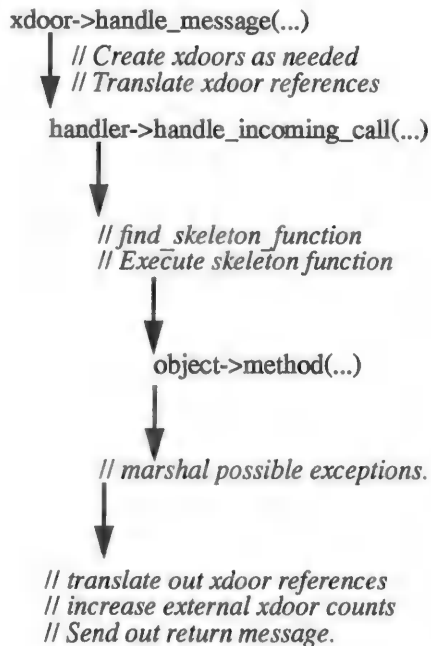 xdoor->handle_message(...)
// Create xdoors as needed
// Translate xdoor references
handler->handle_incoming_call(...)
// find_skeleton_function
// Execute skeleton function
object->method(...)
// marshal possible exceptions.
// translate out xdoor references
// increase external xdoor counts
// Send out return message.